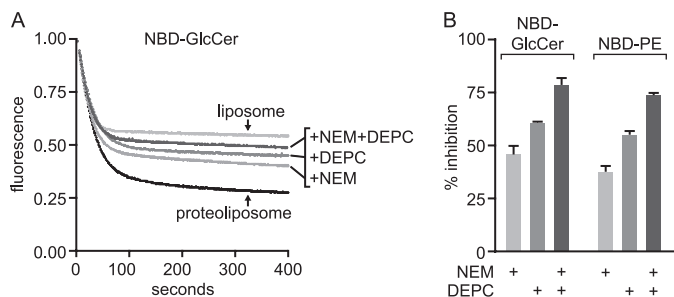 A
NBD-GlcCer
1.00
0.75
0.50
0.25
0.00
fluorescence
liposome
+NEM+DEPC
+DEPC
+NEM
proteoliposome
0
100
200
300
400
seconds
B
NBD-
GlcCer
NBD-PE
100
75
50
25
0
% inhibition
NEM + + + +
DEPC + + + +